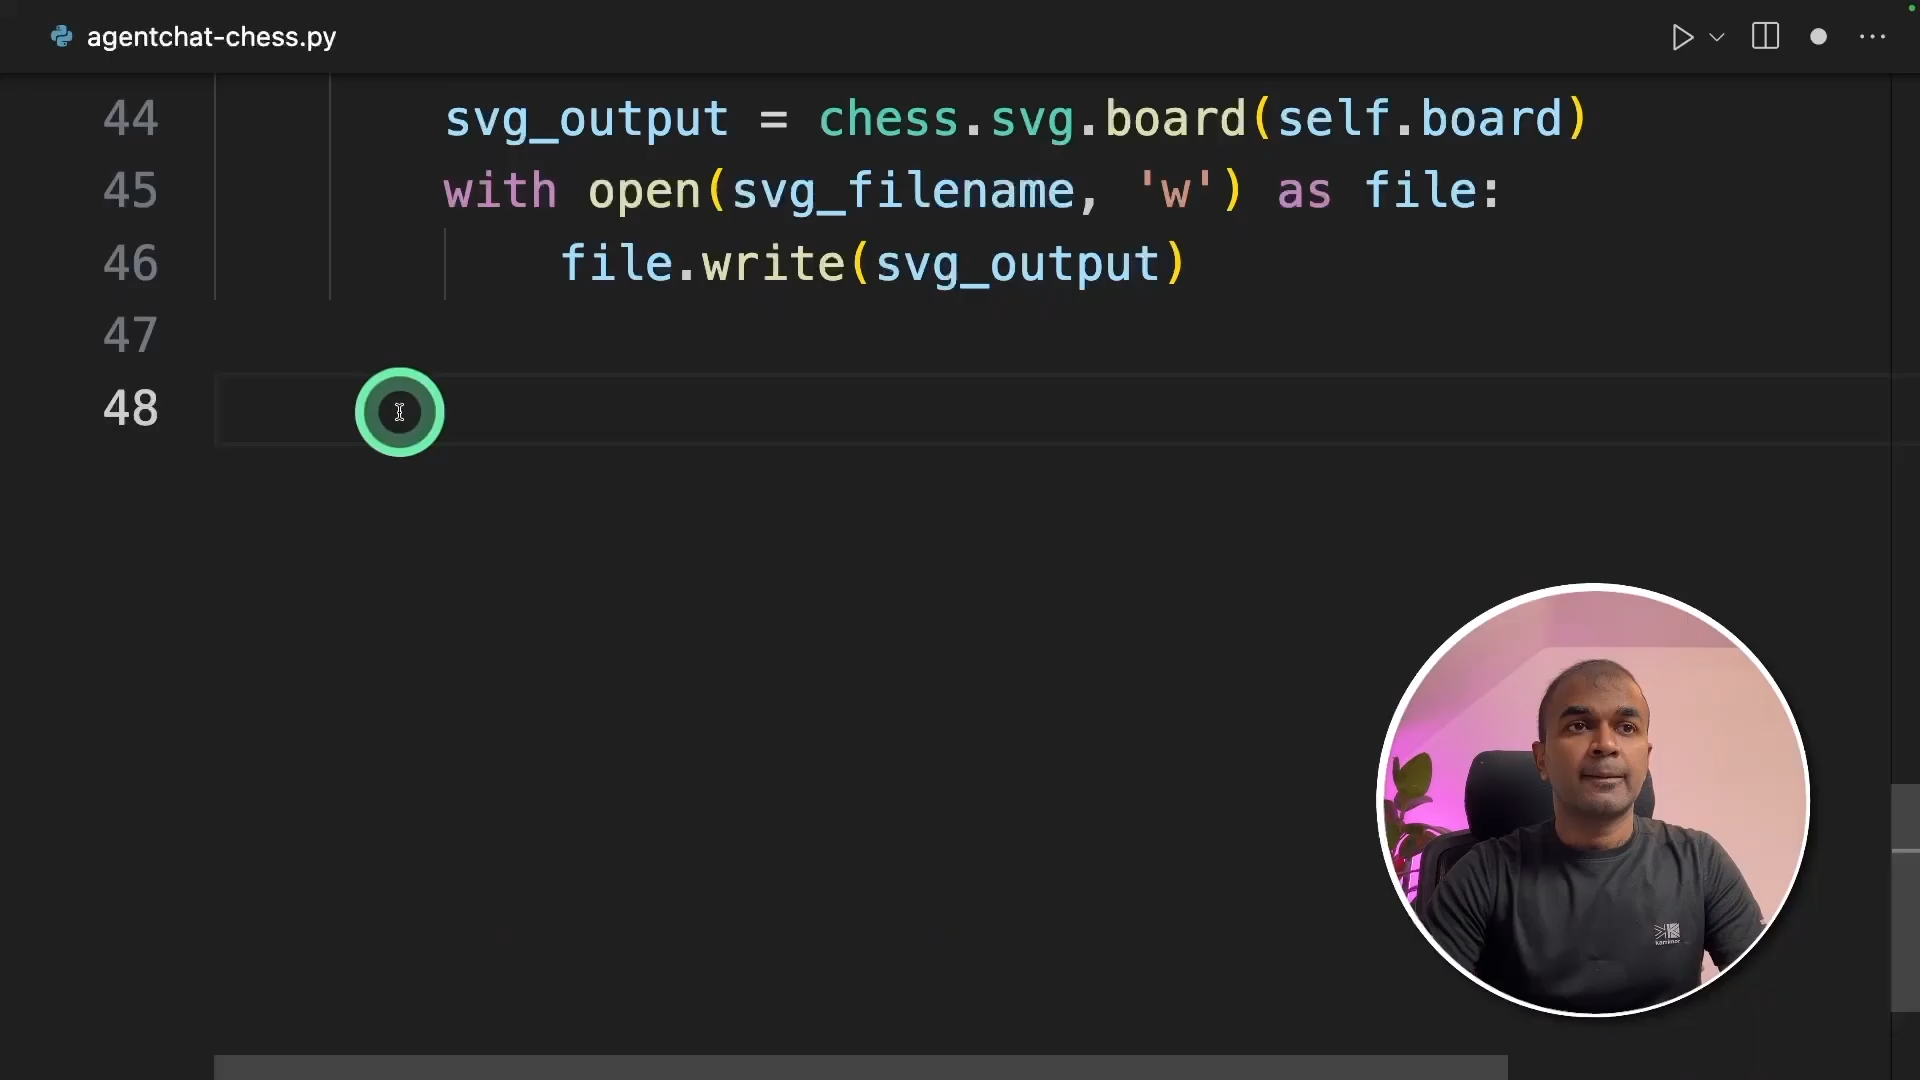 agentchat-chess.py
44 svg_output = chess.svg.board(self.board)
45 with open(svg_filename, 'w') as file:
46 file.write(svg_output)
47
48
karrimor